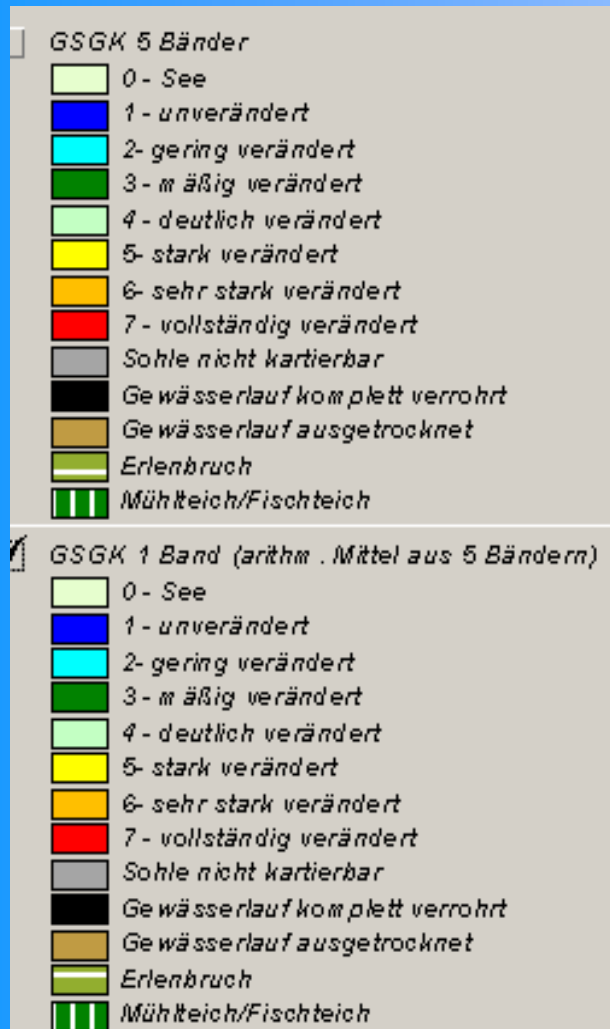 GSGK 5 Bänder
0 - See
1 - unverändert
2- gering verändert
3 - mäßig verändert
4 - deutlich verändert
5- stark verändert
6- sehr stark verändert
7 - vollständig verändert
Sohle nicht kartierbar
Gewässerlauf komplett verrohrt
Gewässerlauf ausgetrocknet
Erlenbruch
Mühlteich/Fischteich
GSGK 1 Band (arithm. Mittel aus 5 Bändern)
0 - See
1 - unverändert
2- gering verändert
3 - mäßig verändert
4 - deutlich verändert
5- stark verändert
6- sehr stark verändert
7 - vollständig verändert
Sohle nicht kartierbar
Gewässerlauf komplett verrohrt
Gewässerlauf ausgetrocknet
Erlenbruch
Mühlteich/Fischteich